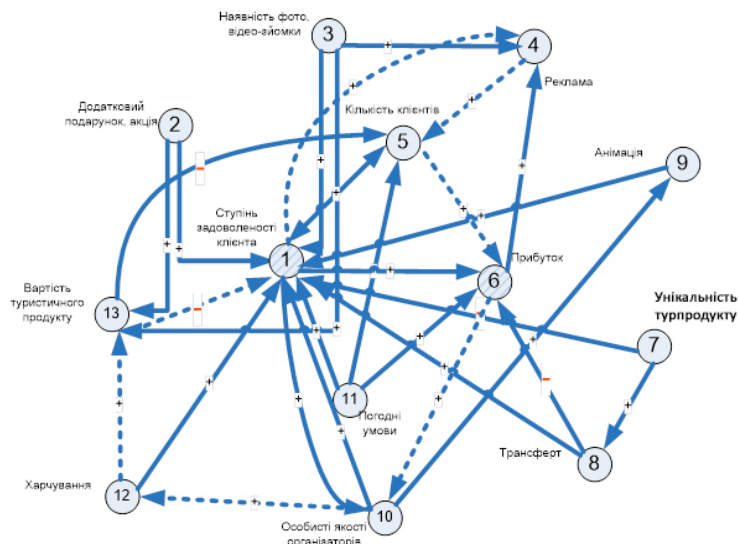 Наявність фото,
відео-зйомки
3
4
Реклама
Додатковий
подарунок, акція
2
Кількість клієнтів
5
Анімація
9
Ступінь
задоволеності
клієнта
1
Прибуток
6
Вартість
туристичного
продукту
13
Унікальність
турпродукту
7
11
Погодні
умови
Трансферт
8
Харчування
12
10
Особисті якості
організаторів